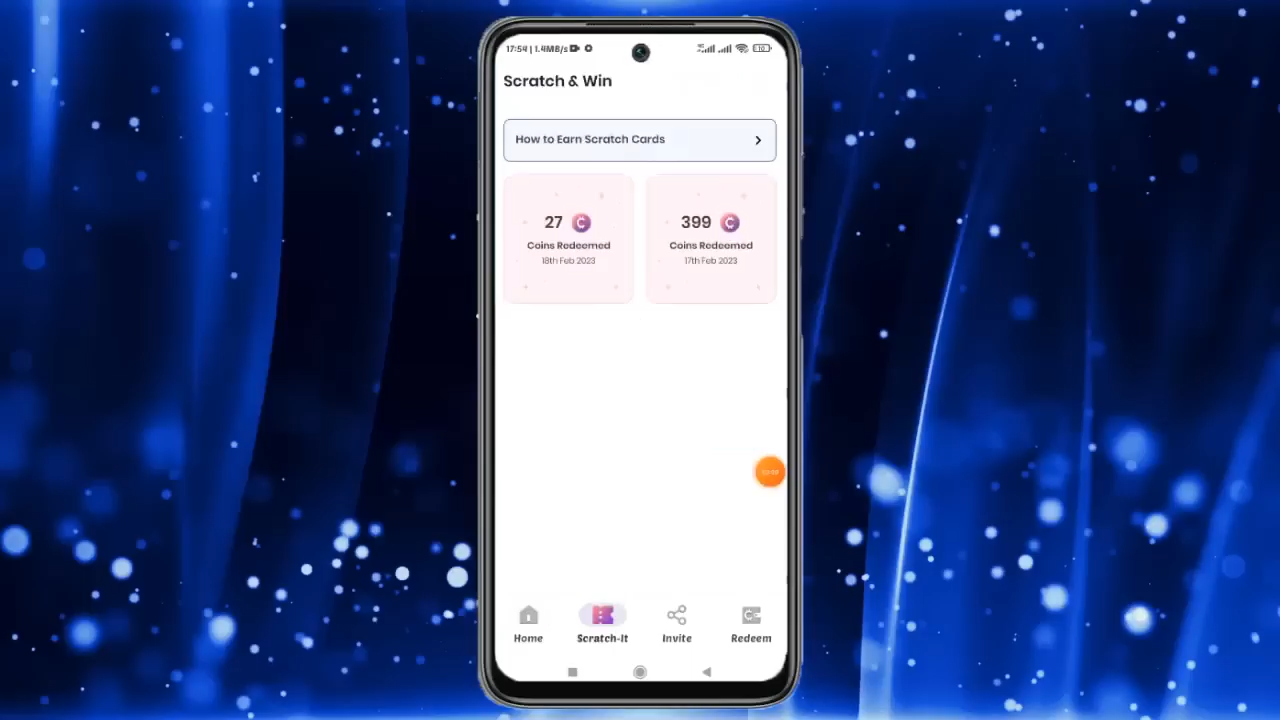 17:54 | 1.4MB/s
10
Scratch & Win
How to Earn Scratch Cards
27
399
Coins Redeemed
Coins Redeemed
18th Feb 2023
17th Feb 2023
Home
Scratch-It
Invite
Redeem